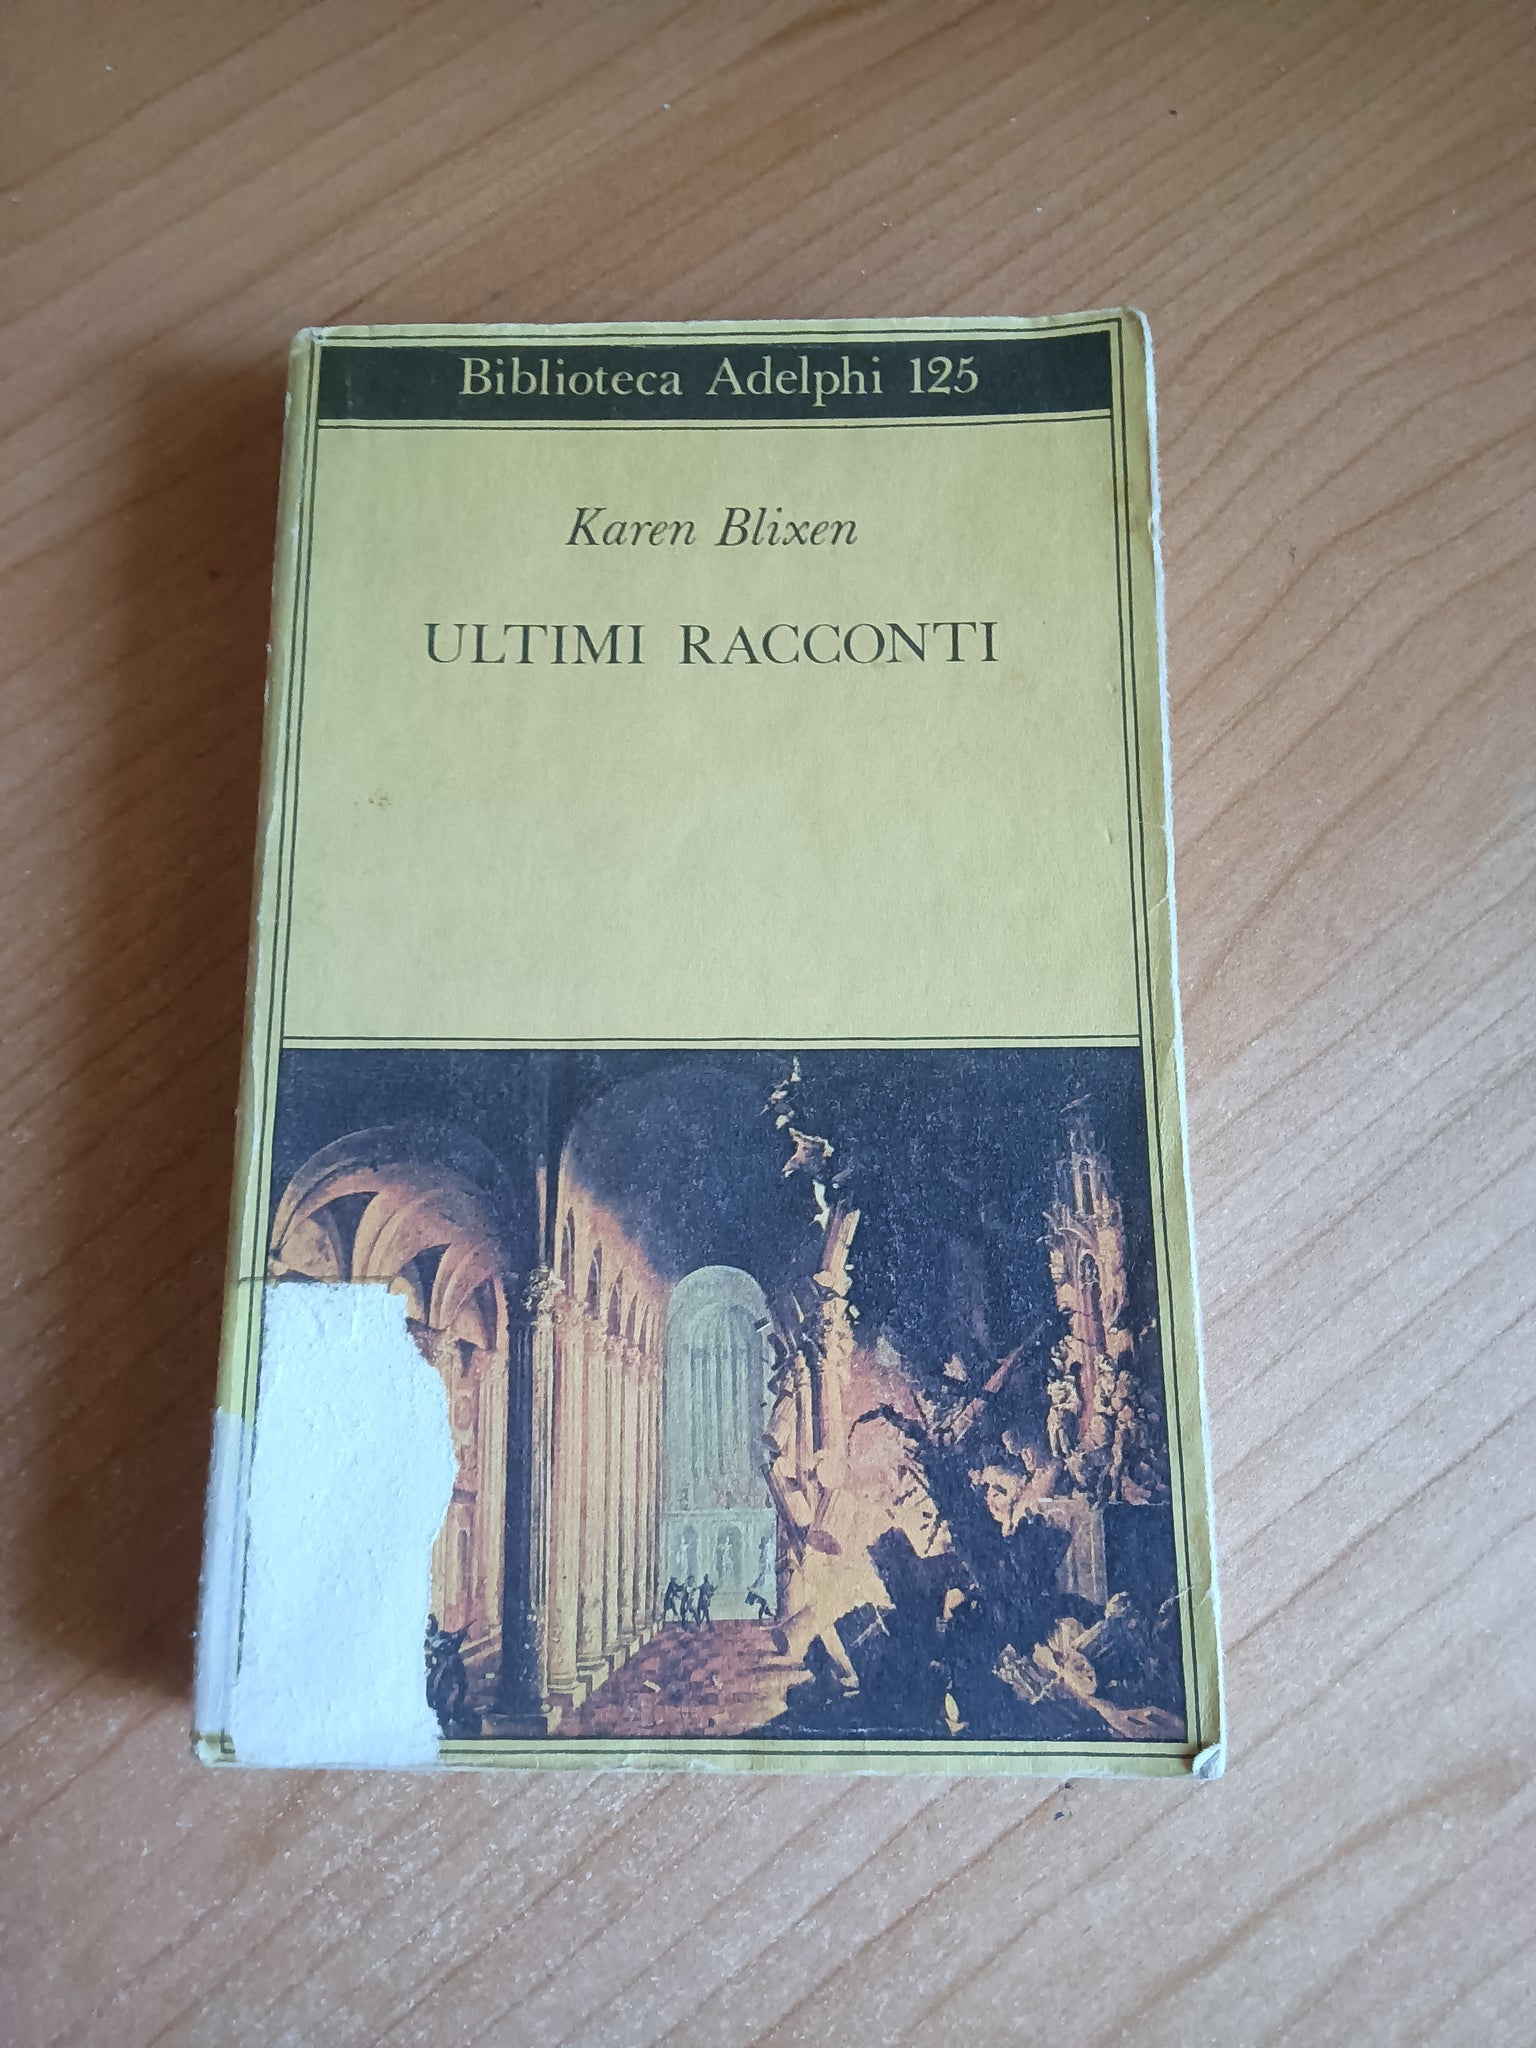 Biblioteca Adelphi 125
Karen Blixen
ULTIMI RACCONTI